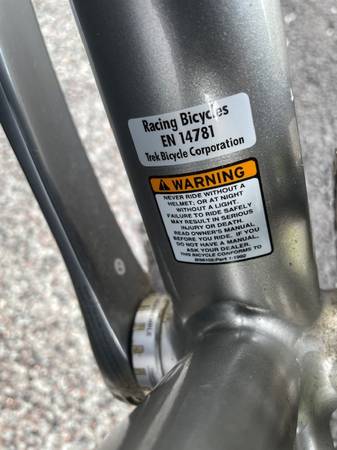 Racing Bicycles
EN 14781
Trek Bicycle Corporation
WARNING
NEVER RIDE WITHOUT A
HELMET; OR AT NIGHT
WITHOUT A LIGHT.
FAILURE TO RIDE SAFELY
MAY RESULT IN SERIOUS
INJURY OR DEATH.
READ OWNER'S MANUAL
BEFORE YOU RIDE. IF YOU
DO NOT HAVE A MANUAL,
ASK YOUR DEALER.
THIS BICYCLE CONFORMS TO